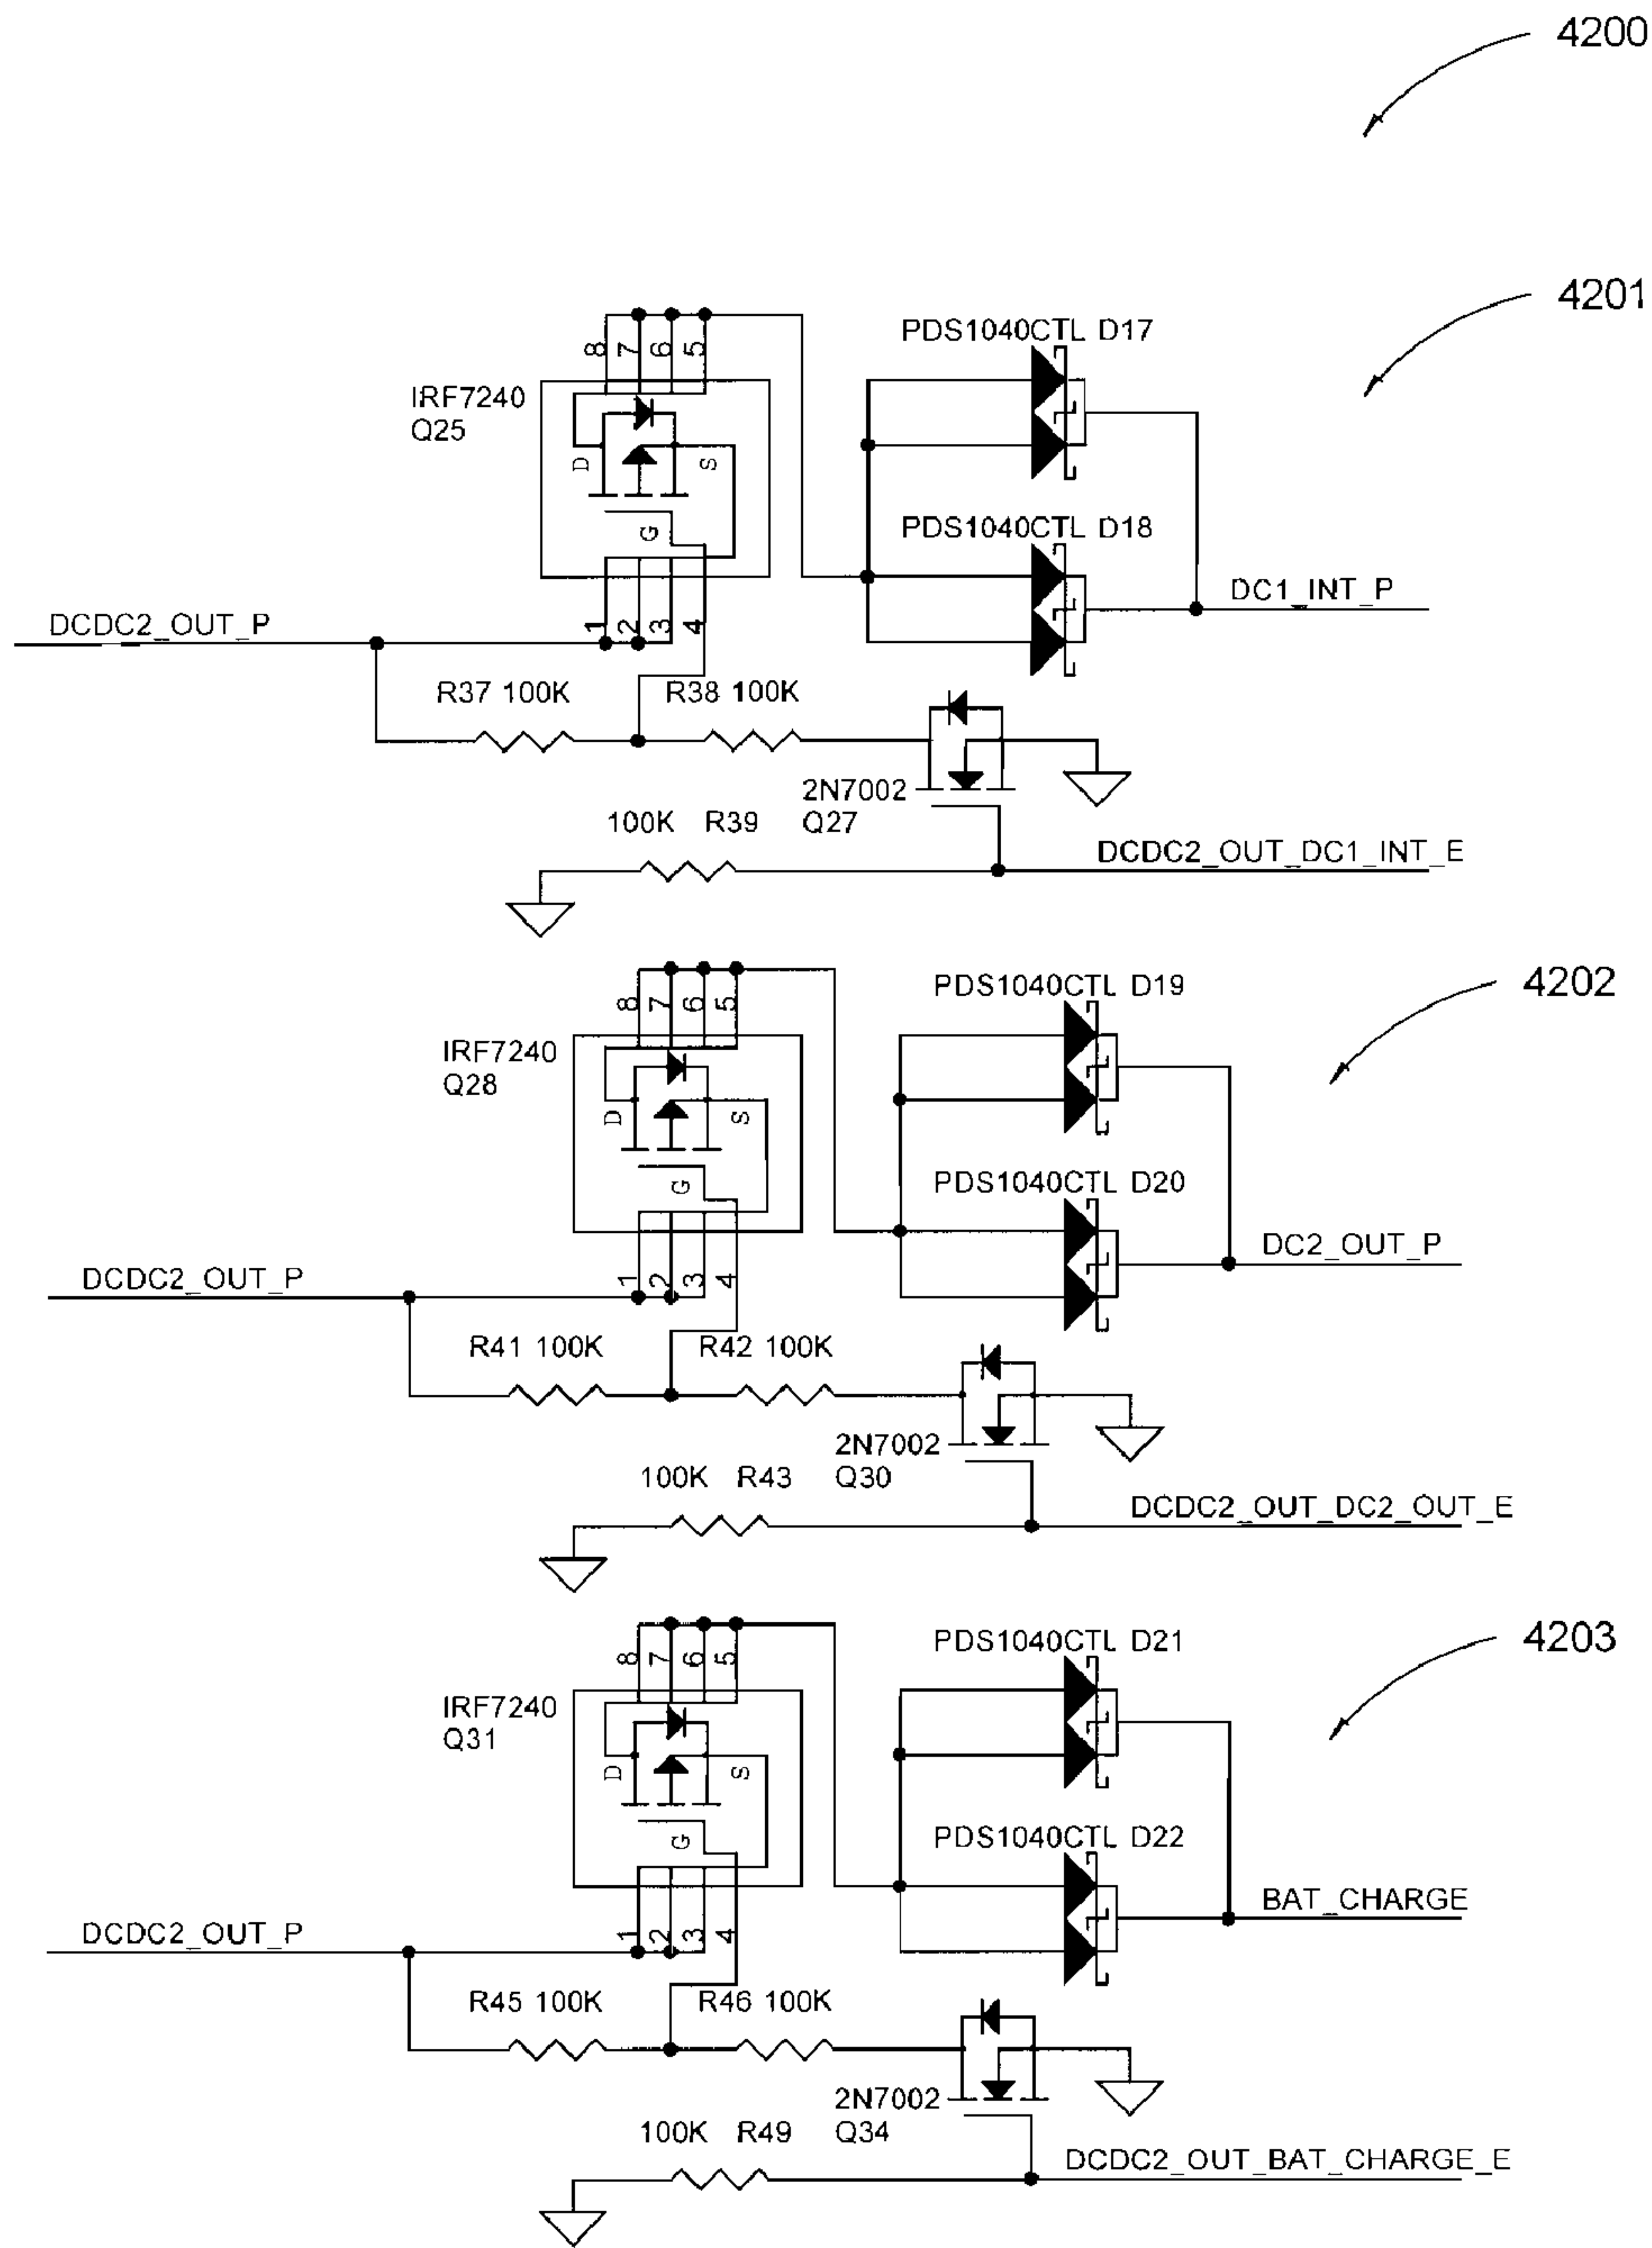 4200
4201
PDS1040CTL D17
8 7 6 5
IRF7240
Q25
D S
G
PDS1040CTL D18
DC1_INT_P
DCDC2_OUT_P
1 2 3 4
R37 100K R38 100K
2N7002
Q27
100K R39
DCDC2_OUT_DC1_INT_E
4202
PDS1040CTL D19
8 7 6 5
IRF7240
Q28
D S
G
PDS1040CTL D20
DC2_OUT_P
DCDC2_OUT_P
1 2 3 4
R41 100K R42 100K
2N7002
Q30
100K R43
DCDC2_OUT_DC2_OUT_E
4203
PDS1040CTL D21
8 7 6 5
IRF7240
Q31
D S
G
PDS1040CTL D22
BAT_CHARGE
DCDC2_OUT_P
1 2 3 4
R45 100K R46 100K
2N7002
Q34
100K R49
DCDC2_OUT_BAT_CHARGE_E